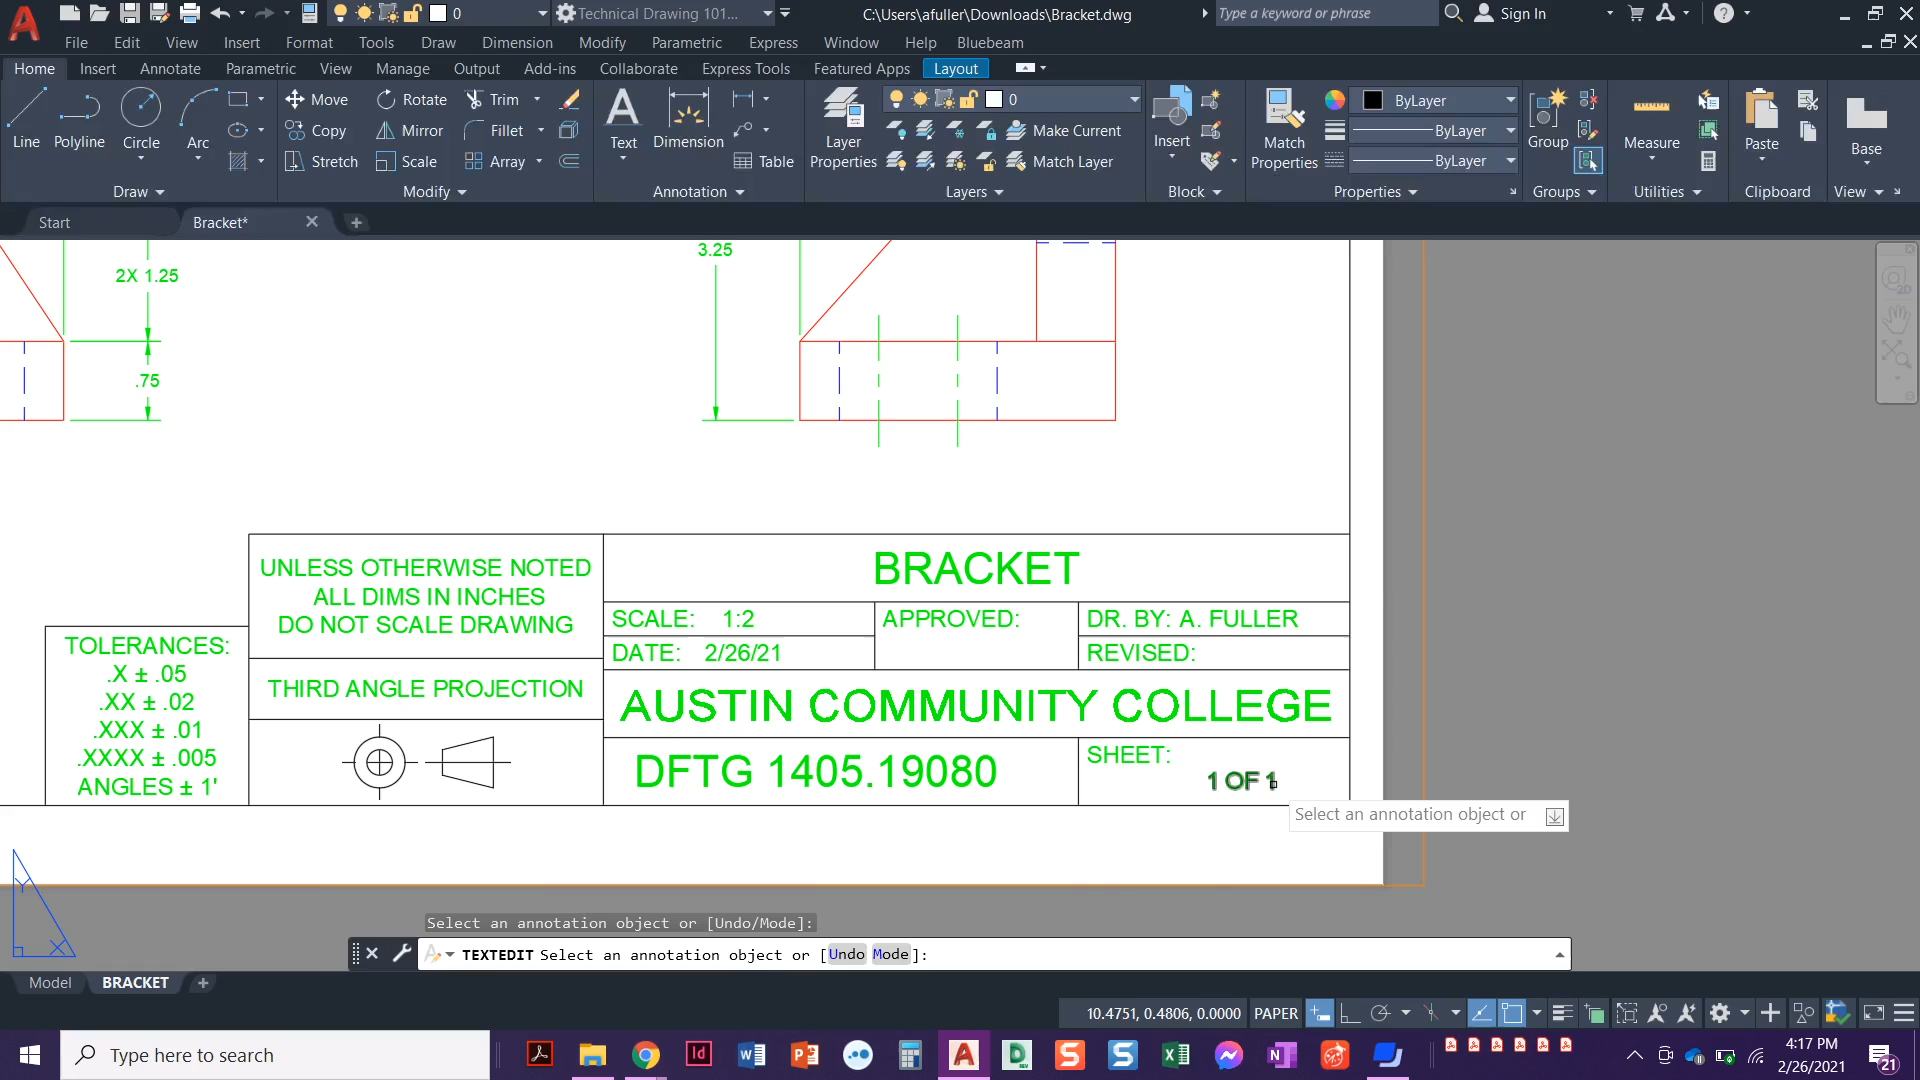 0
Technical Drawing 101...
C:\Users\afuller\Downloads\Bracket.dwg
Type a keyword or phrase
Sign In
File Edit View Insert Format Tools Draw Dimension Modify Parametric Express Window Help Bluebeam
Home Insert Annotate Parametric View Manage Output Add-ins Collaborate Express Tools Featured Apps Layout
Line Polyline Circle Arc
Move Rotate Trim
Copy Mirror Fillet
Stretch Scale Array
Text Dimension Table
Layer Properties
0
Make Current
Match Layer
Insert
Match Properties
ByLayer
ByLayer
ByLayer
Group
Measure
Paste
Base
Draw Modify Annotation Layers Block Properties Groups Utilities Clipboard View
Start Bracket*
3.25
2X 1.25
.75
2D
UNLESS OTHERWISE NOTED
ALL DIMS IN INCHES
DO NOT SCALE DRAWING
BRACKET
SCALE: 1:2
APPROVED:
DR. BY: A. FULLER
DATE: 2/26/21
REVISED:
TOLERANCES:
.X ± .05
.XX ± .02
.XXX ± .01
.XXXX ± .005
ANGLES ± 1'
THIRD ANGLE PROJECTION
AUSTIN COMMUNITY COLLEGE
DFTG 1405.19080
SHEET:
1 OF 1
Select an annotation object or
Y
X
Select an annotation object or [Undo/Mode]:
TEXTEDIT Select an annotation object or [Undo Mode]:
Model BRACKET
10.4751, 0.4806, 0.0000 PAPER
Type here to search
4:17 PM
2/26/2021
21